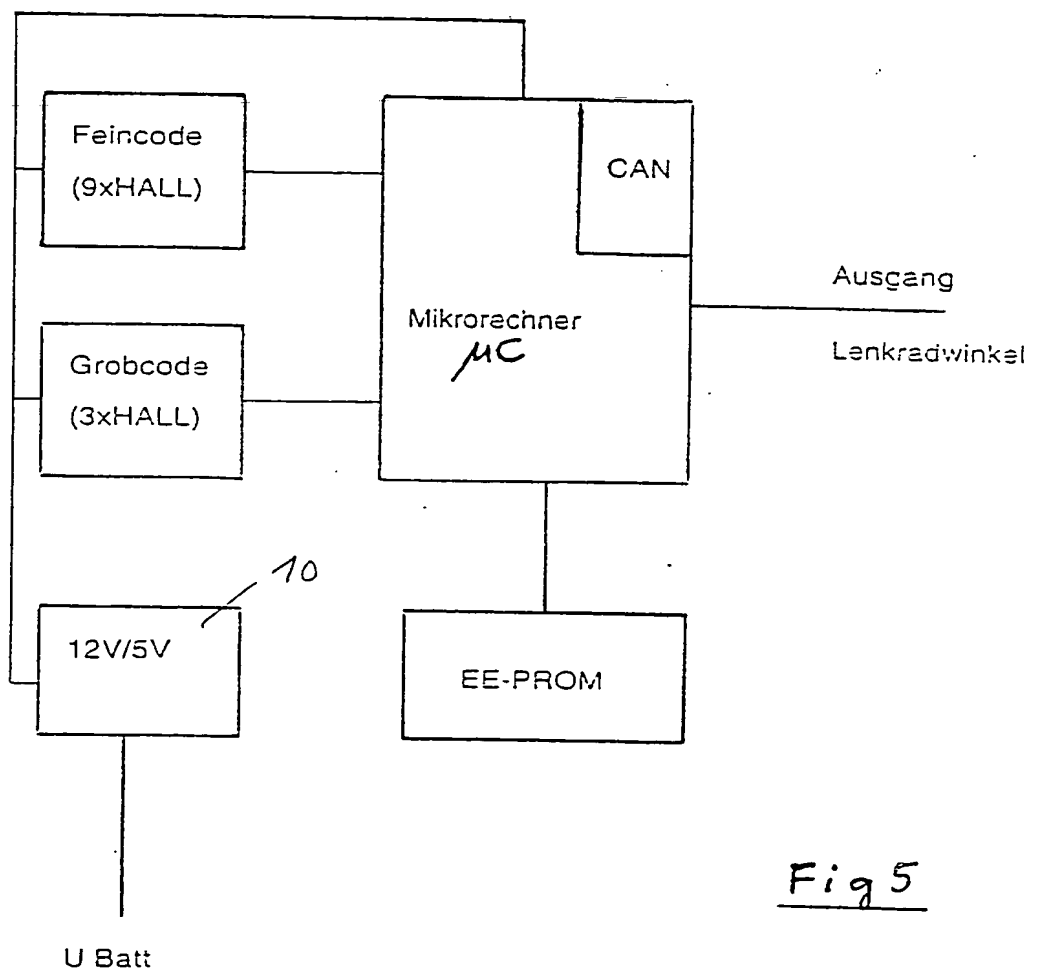 Feincode
(9xHALL)
CAN
Ausgang
Mikrorechner
µC
Lenkradwinkel
Grobcode
(3xHALL)
10
12V/5V
EE-PROM
Fig 5
U Batt